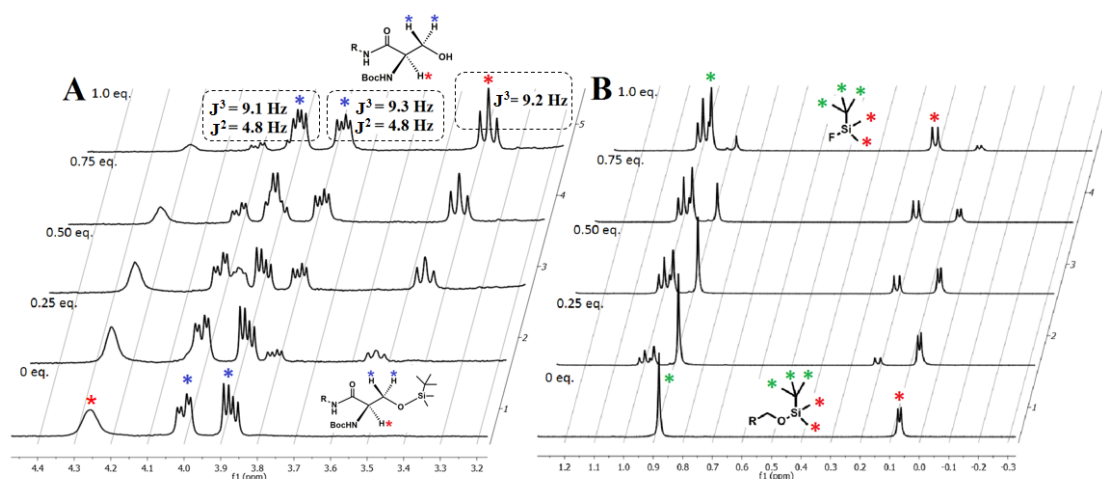 A
1.0 eq.
0.75 eq.
0.50 eq.
0.25 eq.
0 eq.
* *
H H
O
R
N
H
OH
BocHN
H*
*
J³ = 9.1 Hz
J² = 4.8 Hz
*
J³ = 9.3 Hz
J² = 4.8 Hz
*
J³= 9.2 Hz
5
4
3
2
1
* * *
* *
H H
O
R
N
H
O
Si
BocHN
H*
4.4 4.3 4.2 4.1 4.0 3.9 3.8 3.7 3.6 3.5 3.4 3.3 3.2
f1 (ppm)
B
1.0 eq.
0.75 eq.
0.50 eq.
0.25 eq.
0 eq.
*
* * *
Si *
F *
*
5
4
3
2
1
*
* * *
Si *
R O *
*
1.2 1.1 1.0 0.9 0.8 0.7 0.6 0.5 0.4 0.3 0.2 0.1 0.0 -0.1 -0.2 -0.3
f1 (ppm)